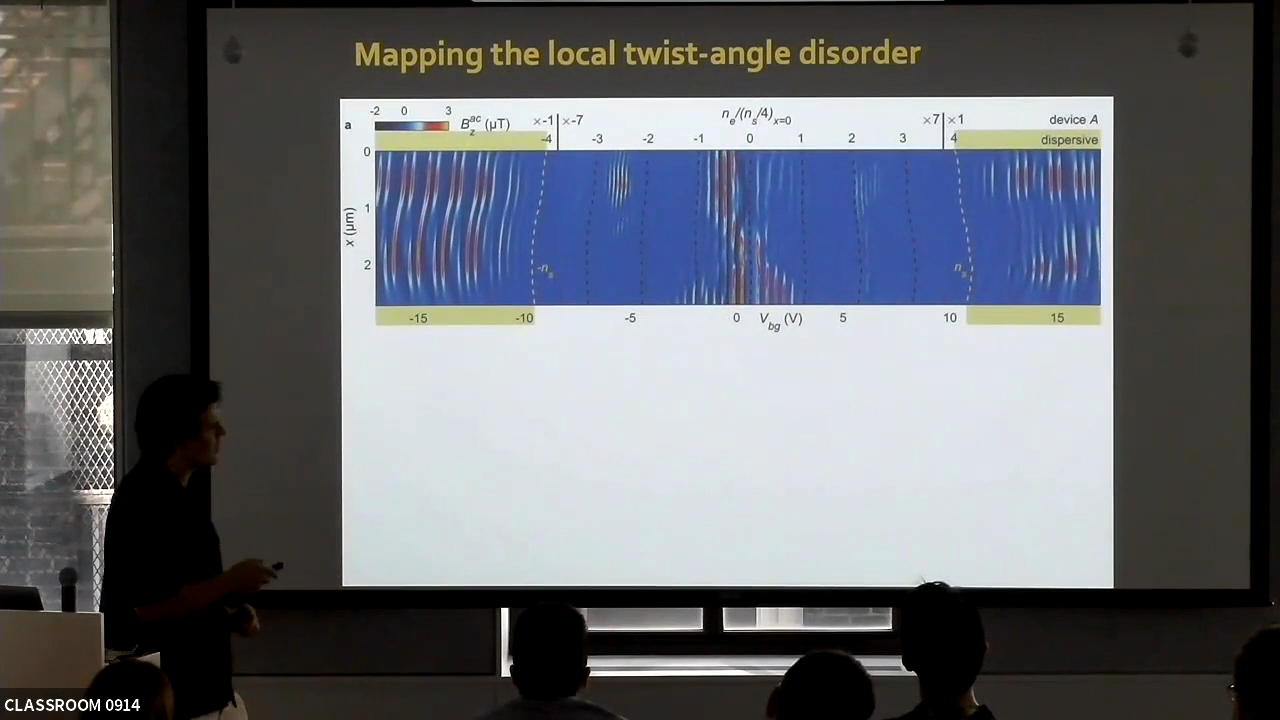 Mapping the local twist-angle disorder
-2 0 3
a B_z^ac (μT) ×-1 ×-7 n_e/(n_s/4)_x=0 ×7 ×1 device A
-4 -3 -2 -1 0 1 2 3 4 dispersive
0
1
2
x (μm)
-n_s n_s
-15 -10 -5 0 V_bg (V) 5 10 15
CLASSROOM 0914